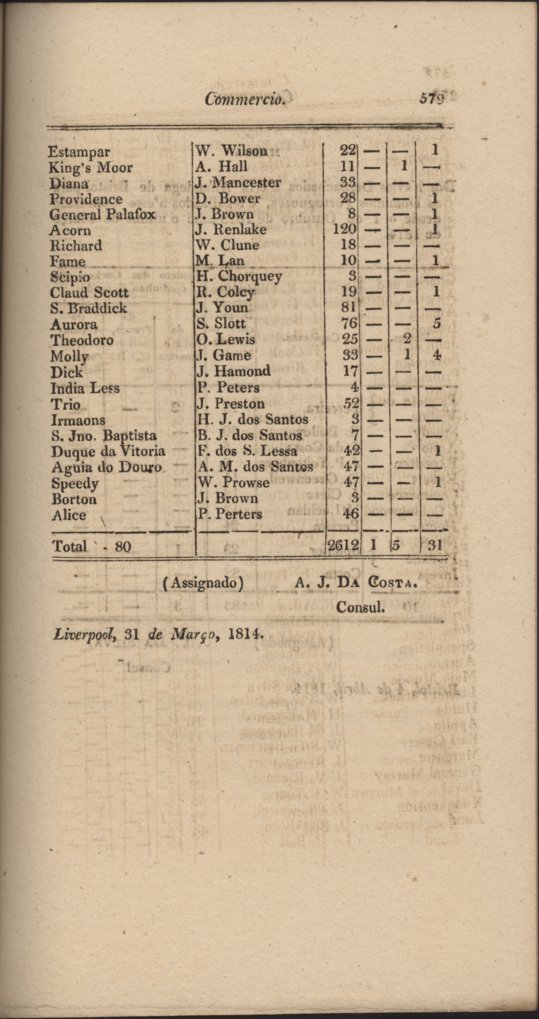 Commercio. 579
Estampar W. Wilson 22 — — 1
King's Moor A. Hall 11 — 1 —
Diana J. Mancester 33 — — —
Providence D. Bower 28 — — 1
General Palafox J. Brown 8 — — 1
Acorn J. Renlake 120 — — 1
Richard W. Clune 18 — — —
Fame M. Lan 10 — — 1
Scipio H. Chorquey 3 — — —
Claud Scott R. Coley 19 — — 1
S. Braddick J. Youn 81 — — —
Aurora S. Slott 76 — — 5
Theodoro O. Lewis 25 — 2 —
Molly J. Game 33 — 1 4
Dick J. Hamond 17 — — —
India Less P. Peters 4 — — —
Trio J. Preston 52 — — —
Irmaons H. J. dos Santos 3 — — —
S. Jno. Baptista B. J. dos Santos 7 — — —
Duque da Vitoria F. dos S. Lessa 42 — — 1
Aguia do Douro A. M. dos Santos 47 — — —
Speedy W. Prowse 47 — — 1
Borton J. Brown 3 — — —
Alice P. Perters 46 — — —
Total - 80 2612 1 5 31
(Assignado) A. J. DA COSTA.
Consul.
Liverpool, 31 de Março, 1814.